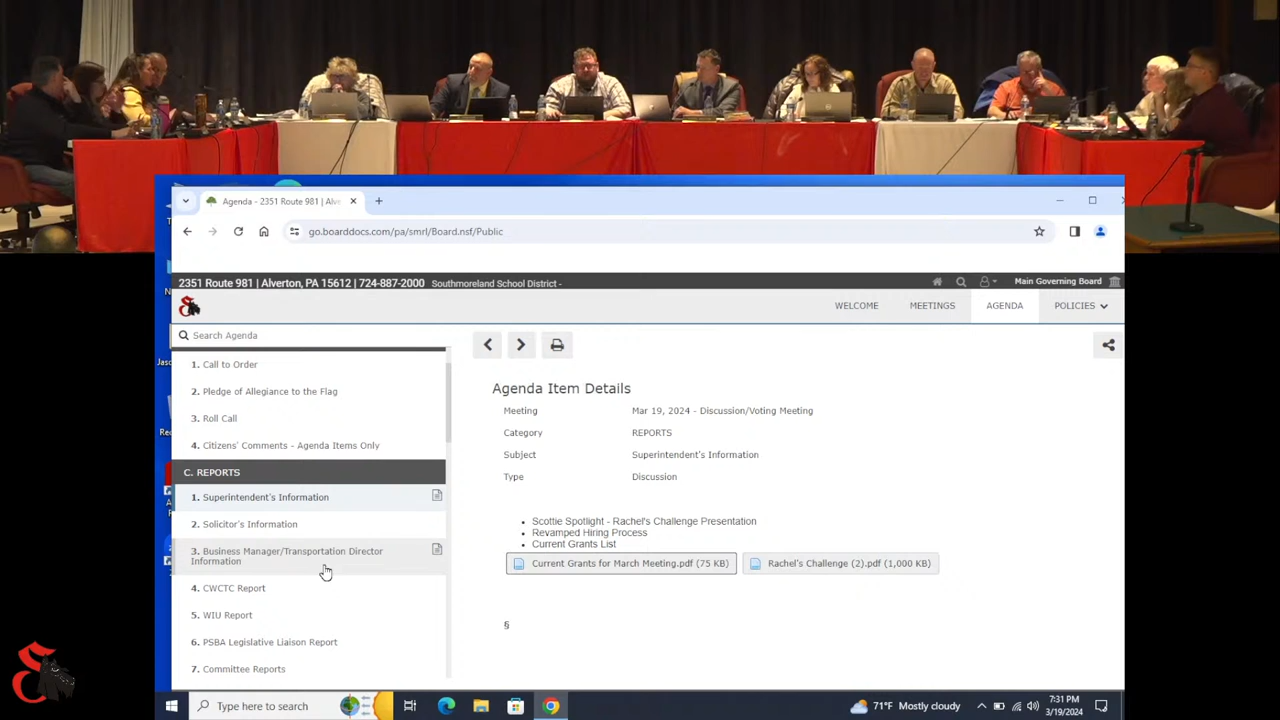 Agenda - 2351 Route 981 | Alve
go.boarddocs.com/pa/smrl/Board.nsf/Public
2351 Route 981 | Alverton, PA 15612 | 724-887-2000 Southmoreland School District -
Main Governing Board
WELCOME
MEETINGS
AGENDA
POLICIES
Search Agenda
1. Call to Order
2. Pledge of Allegiance to the Flag
3. Roll Call
4. Citizens' Comments - Agenda Items Only
C. REPORTS
1. Superintendent's Information
2. Solicitor's Information
3. Business Manager/Transportation Director
Information
4. CWCTC Report
5. WIU Report
6. PSBA Legislative Liaison Report
7. Committee Reports
Agenda Item Details
Meeting Mar 19, 2024 - Discussion/Voting Meeting
Category REPORTS
Subject Superintendent's Information
Type Discussion
• Scottie Spotlight - Rachel's Challenge Presentation
• Revamped Hiring Process
• Current Grants List
Current Grants for March Meeting.pdf (75 KB)
Rachel's Challenge (2).pdf (1,000 KB)
§
Type here to search
71°F Mostly cloudy
7:31 PM
3/19/2024